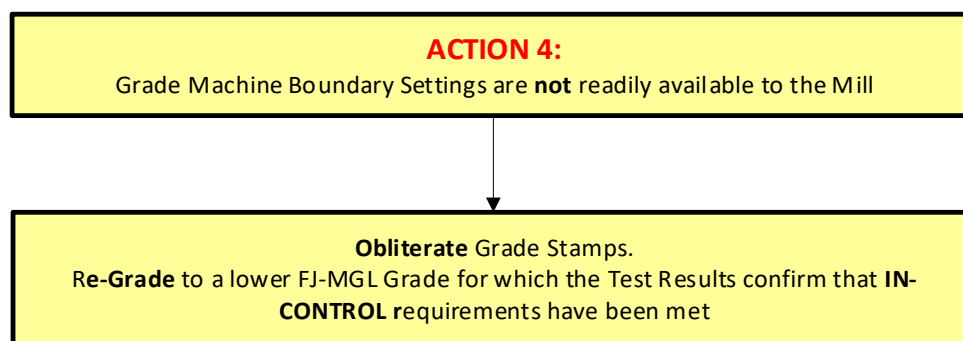 ACTION 4:
Grade Machine Boundary Settings are not readily available to the Mill
Obliterate Grade Stamps.
Re-Grade to a lower FJ-MGL Grade for which the Test Results confirm that IN-
CONTROL requirements have been met